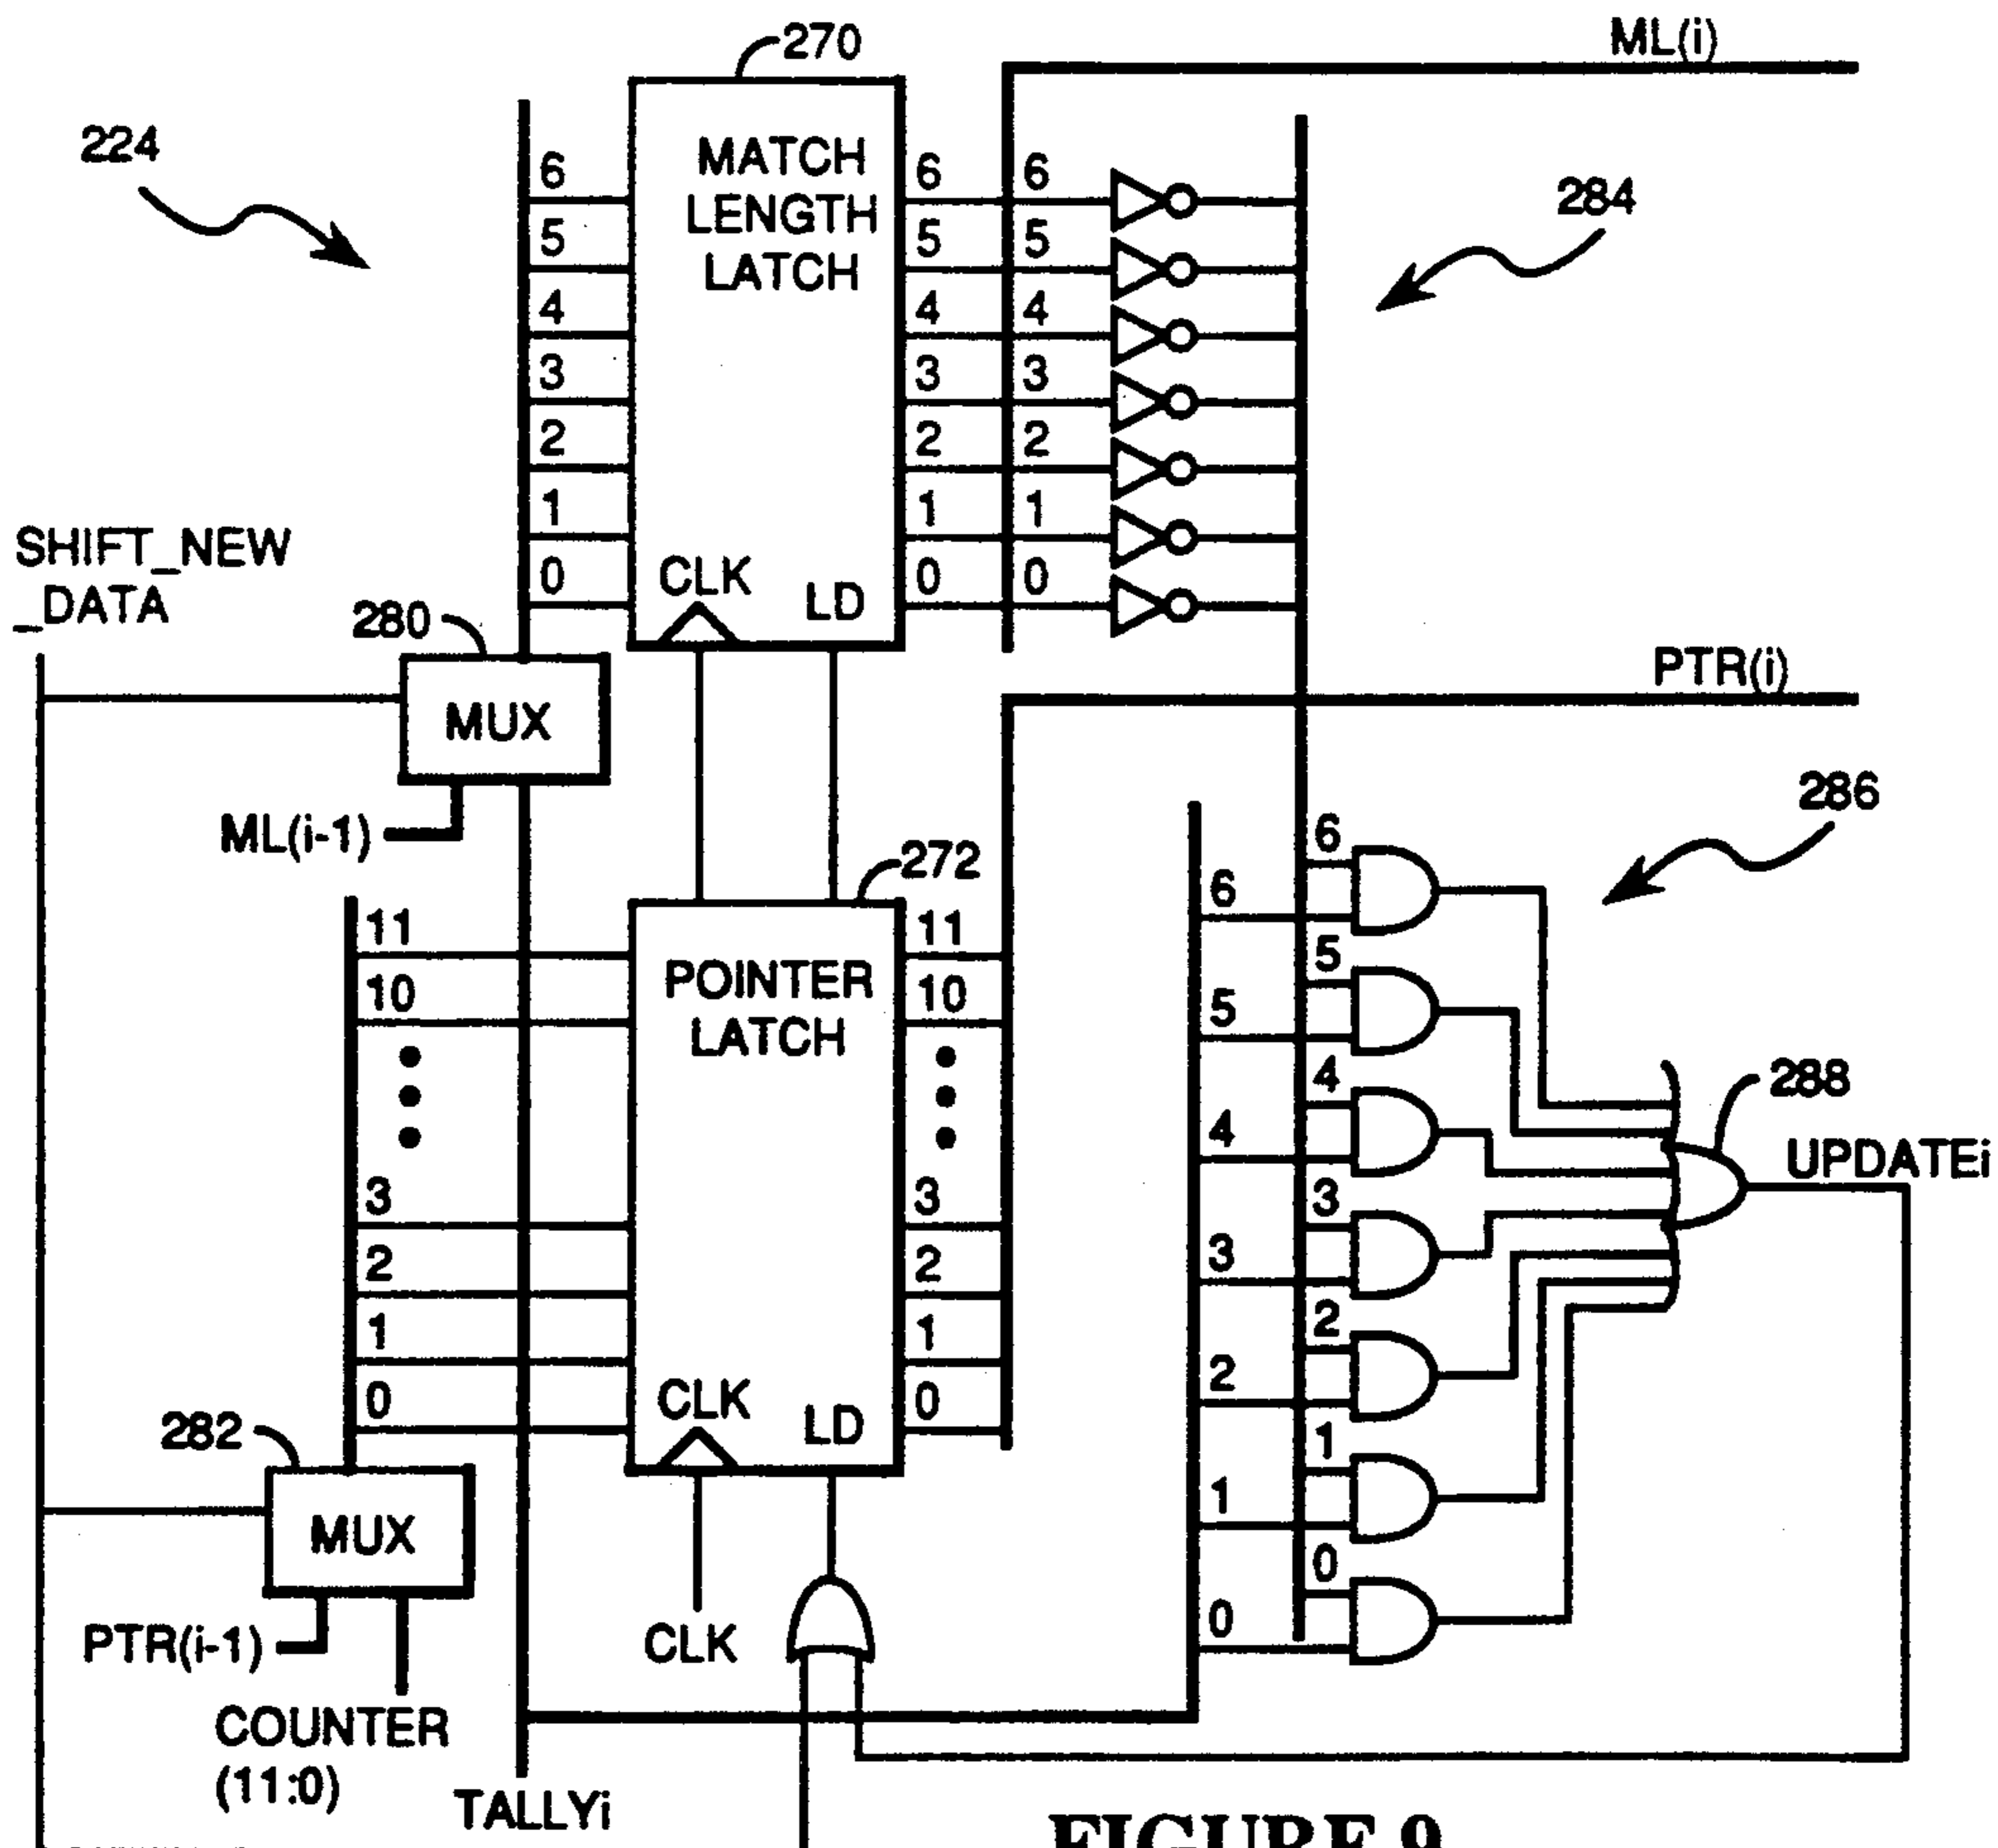 270
ML(i)
224
MATCH
LENGTH
LATCH
284
6 6 6
5 5 5
4 4 4
3 3 3
2 2 2
1 1 1
0 0 0
CLK LD
SHIFT_NEW
_DATA
280
MUX
ML(i-1)
PTR(i)
286
272
11 11
10 10
POINTER
LATCH
3 3
2 2
1 1
0 0
CLK LD
6
6
5
5
4
4
3
3
2
2
1
1
0
0
288
UPDATEi
282
MUX
PTR(i-1)
CLK
COUNTER
(11:0)
TALLYi
FIGURE 9